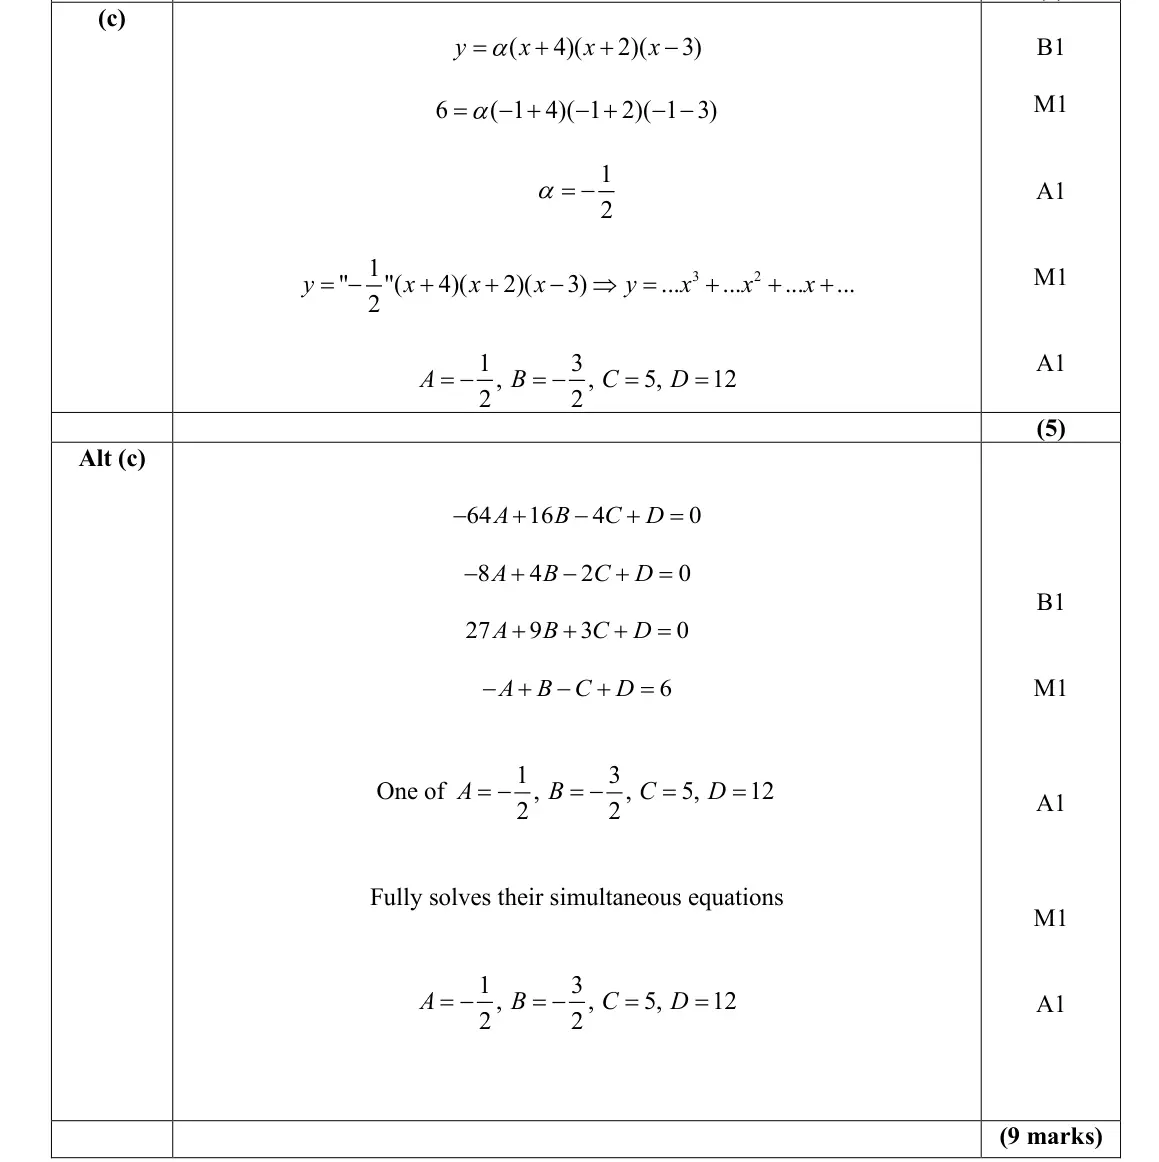 (c)
y = α(x + 4)(x + 2)(x − 3) B1
6 = α(−1 + 4)(−1 + 2)(−1 − 3) M1
α = −1/2 A1
y = "−1/2"(x + 4)(x + 2)(x − 3) ⇒ y = ...x³ + ...x² + ...x + ... M1
A = −1/2, B = −3/2, C = 5, D = 12 A1
(5)
Alt (c)
−64A + 16B − 4C + D = 0
−8A + 4B − 2C + D = 0
B1
27A + 9B + 3C + D = 0
−A + B − C + D = 6 M1
One of A = −1/2, B = −3/2, C = 5, D = 12 A1
Fully solves their simultaneous equations M1
A = −1/2, B = −3/2, C = 5, D = 12 A1
(9 marks)